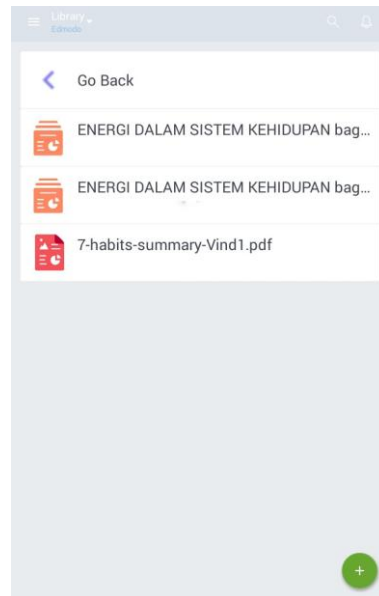 Library
Edmodo
Go Back
ENERGI DALAM SISTEM KEHIDUPAN bag...
ENERGI DALAM SISTEM KEHIDUPAN bag...
7-habits-summary-Vind1.pdf